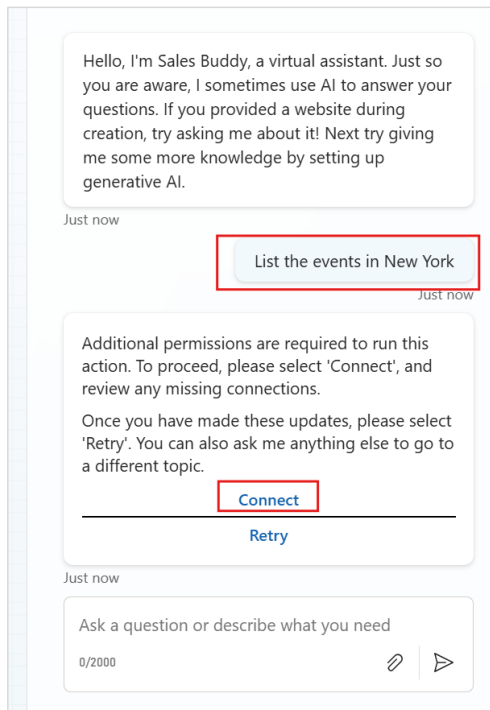 Hello, I'm Sales Buddy, a virtual assistant. Just so
you are aware, I sometimes use AI to answer your
questions. If you provided a website during
creation, try asking me about it! Next try giving
me some more knowledge by setting up
generative AI.
Just now
List the events in New York
Just now
Additional permissions are required to run this
action. To proceed, please select 'Connect', and
review any missing connections.
Once you have made these updates, please select
'Retry'. You can also ask me anything else to go to
a different topic.
Connect
Retry
Just now
Ask a question or describe what you need
0/2000